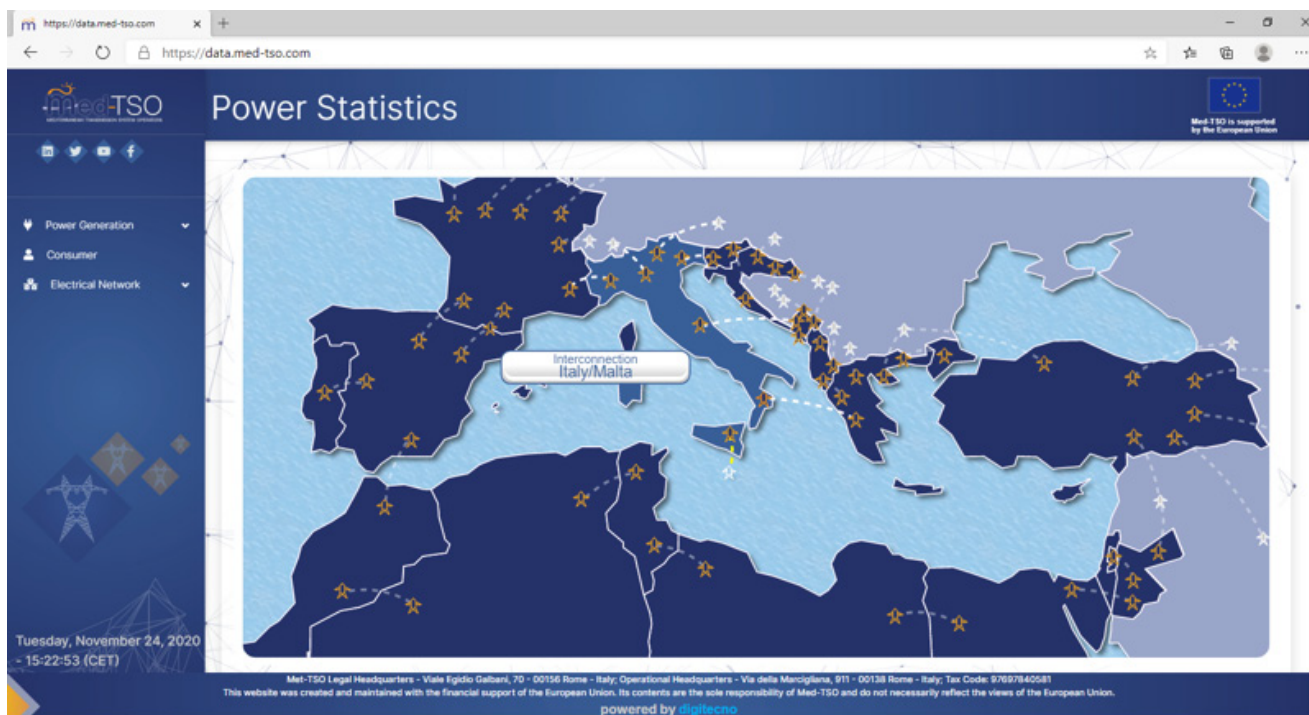 https://data.med-tso.com
https://data.med-tso.com
Med-TSO
MEDITERRANEAN TRANSMISSION SYSTEM OPERATORS
Power Statistics
Med-TSO is supported
by the European Union
Power Generation
Consumer
Electrical Network
Interconnection
Italy/Malta
Tuesday, November 24, 2020
- 15:22:53 (CET)
Met-TSO Legal Headquarters - Viale Egidio Galbani, 70 - 00156 Rome - Italy; Operational Headquarters - Via della Marcigliana, 911 - 00138 Rome - Italy; Tax Code: 97697840581
This website was created and maintained with the financial support of the European Union. Its contents are the sole responsibility of Med-TSO and do not necessarily reflect the views of the European Union.
powered by digitecno